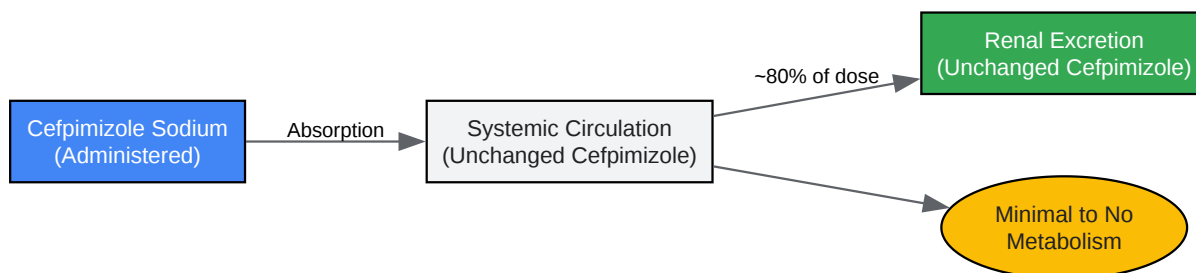 Cefpimizole Sodium
(Administered)
Absorption
Systemic Circulation
(Unchanged Cefpimizole)
~80% of dose
Renal Excretion
(Unchanged Cefpimizole)
Minimal to No
Metabolism